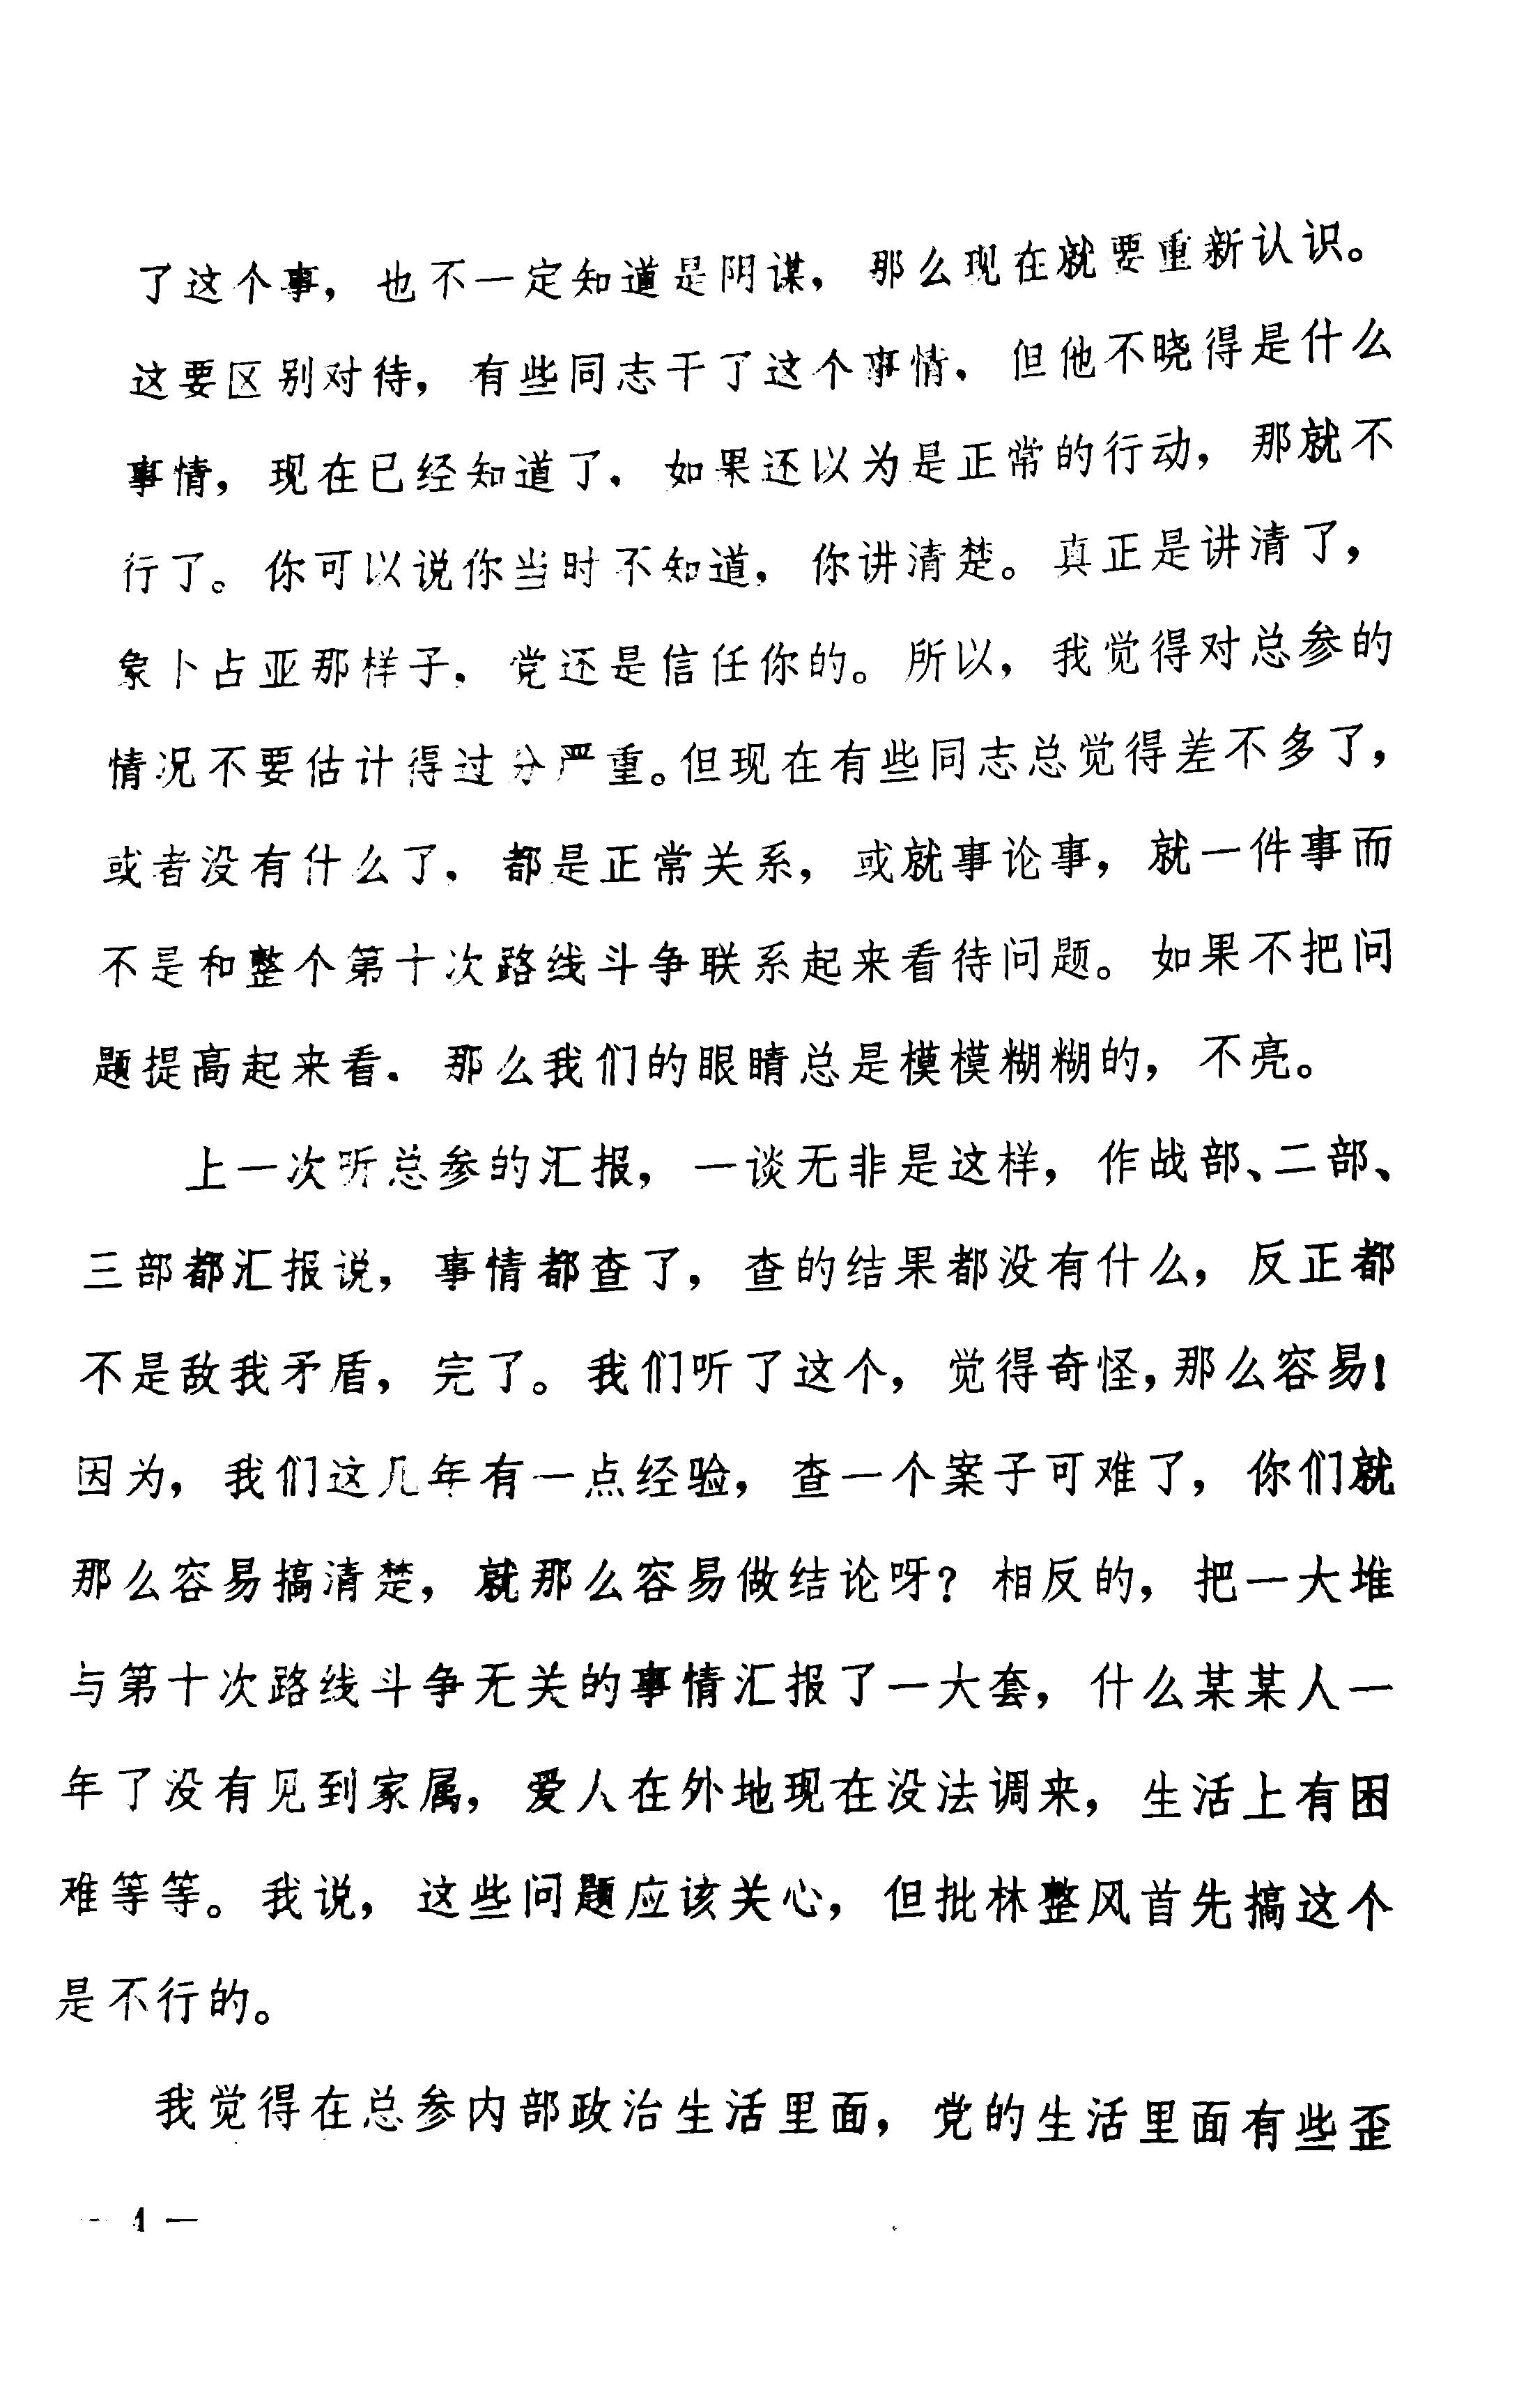 了这个事，也不一定知道是阴谋，那么现在就要重新认识。
这要区别对待，有些同志干了这个事情，但他不晓得是什么
事情，现在已经知道了，如果还以为是正常的行动，那就不
行了。你可以说你当时不知道，你讲清楚。真正是讲清了，
象卜占亚那样子，党还是信任你的。所以，我觉得对总参的
情况不要估计得过分严重。但现在有些同志总觉得差不多了，
或者没有什么了，都是正常关系，或就事论事，就一件事而
不是和整个第十次路线斗争联系起来看待问题。如果不把问
题提高起来看，那么我们的眼睛总是模模糊糊的，不亮。
上一次听总参的汇报，一谈无非是这样，作战部、二部、
三部都汇报说，事情都查了，查的结果都没有什么，反正都
不是敌我矛盾，完了。我们听了这个，觉得奇怪，那么容易！
因为，我们这几年有一点经验，查一个案子可难了，你们就
那么容易搞清楚，就那么容易做结论呀？相反的，把一大堆
与第十次路线斗争无关的事情汇报了一大套，什么某某人一
年了没有见到家属，爱人在外地现在没法调来，生活上有困
难等等。我说，这些问题应该关心，但批林整风首先搞这个
是不行的。
我觉得在总参内部政治生活里面，党的生活里面有些歪
— 4 —